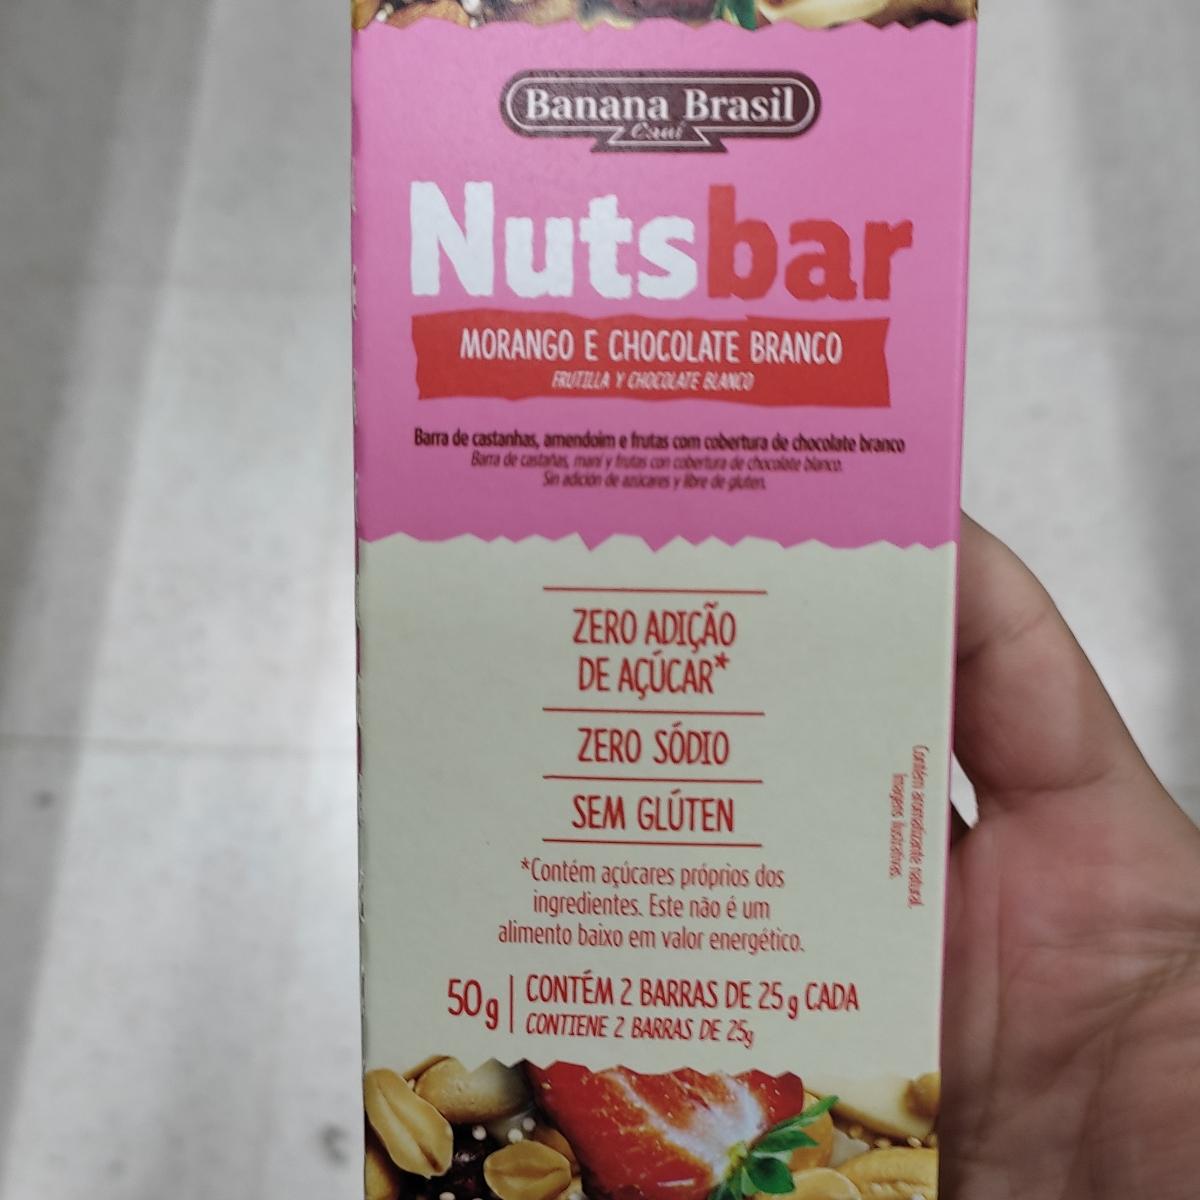 Banana Brasil
Nutsbar
MORANGO E CHOCOLATE BRANCO
FRUTILLA Y CHOCOLATE BLANCO
Barra de castanhas, amendoim e frutas com cobertura de chocolate branco
Barra de castañas, maní y frutas con cobertura de chocolate blanco.
Sin adición de azúcares y libre de gluten.
ZERO ADIÇÃO
DE AÇÚCAR*
ZERO SÓDIO
SEM GLÚTEN
*Contém açúcares próprios dos
ingredientes. Este não é um
alimento baixo em valor energético.
50g
CONTÉM 2 BARRAS DE 25g CADA
CONTIENE 2 BARRAS DE 25g
Contém aromatizante natural.
Imagens ilustrativas.